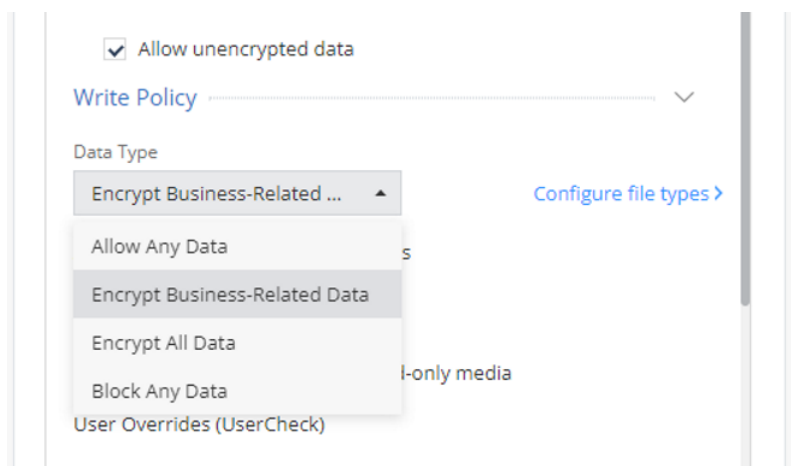 Allow unencrypted data
Write Policy
Data Type
Encrypt Business-Related ...
Configure file types >
Allow Any Data
s
Encrypt Business-Related Data
Encrypt All Data
-only media
Block Any Data
User Overrides (UserCheck)